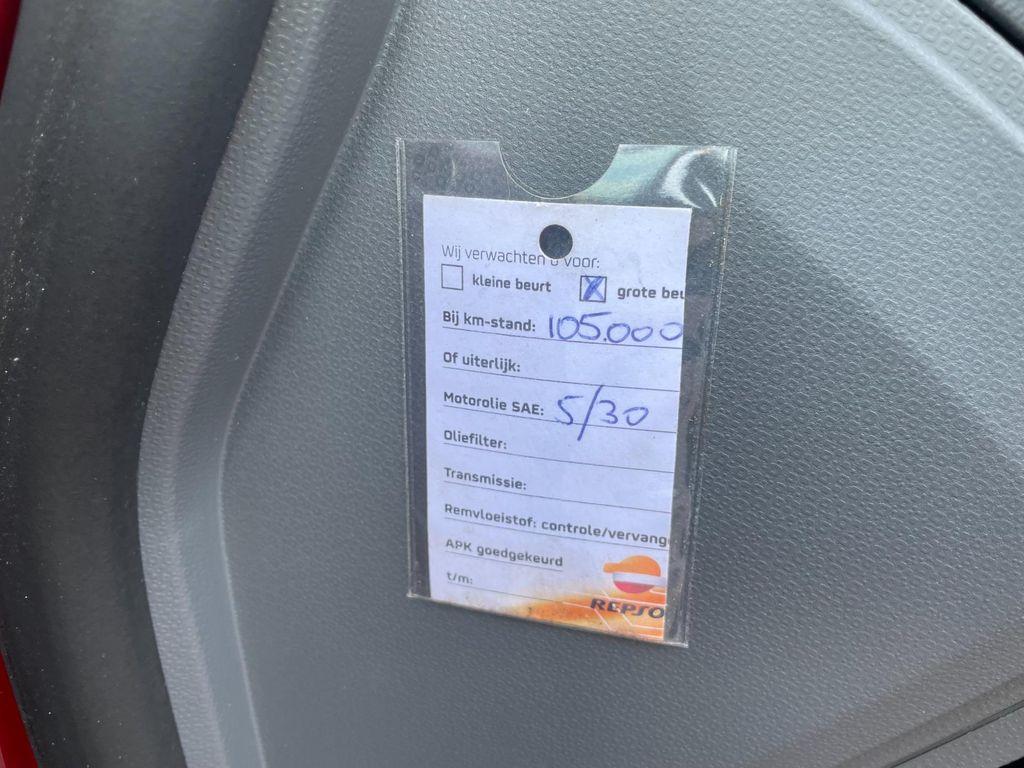 Wij verwachten u voor:
kleine beurt grote beu
Bij km-stand: 105.000
Of uiterlijk:
Motorolie SAE: 5/30
Oliefilter:
Transmissie:
Remvloeistof: controle/vervang
APK goedgekeurd
t/m:
REPSO